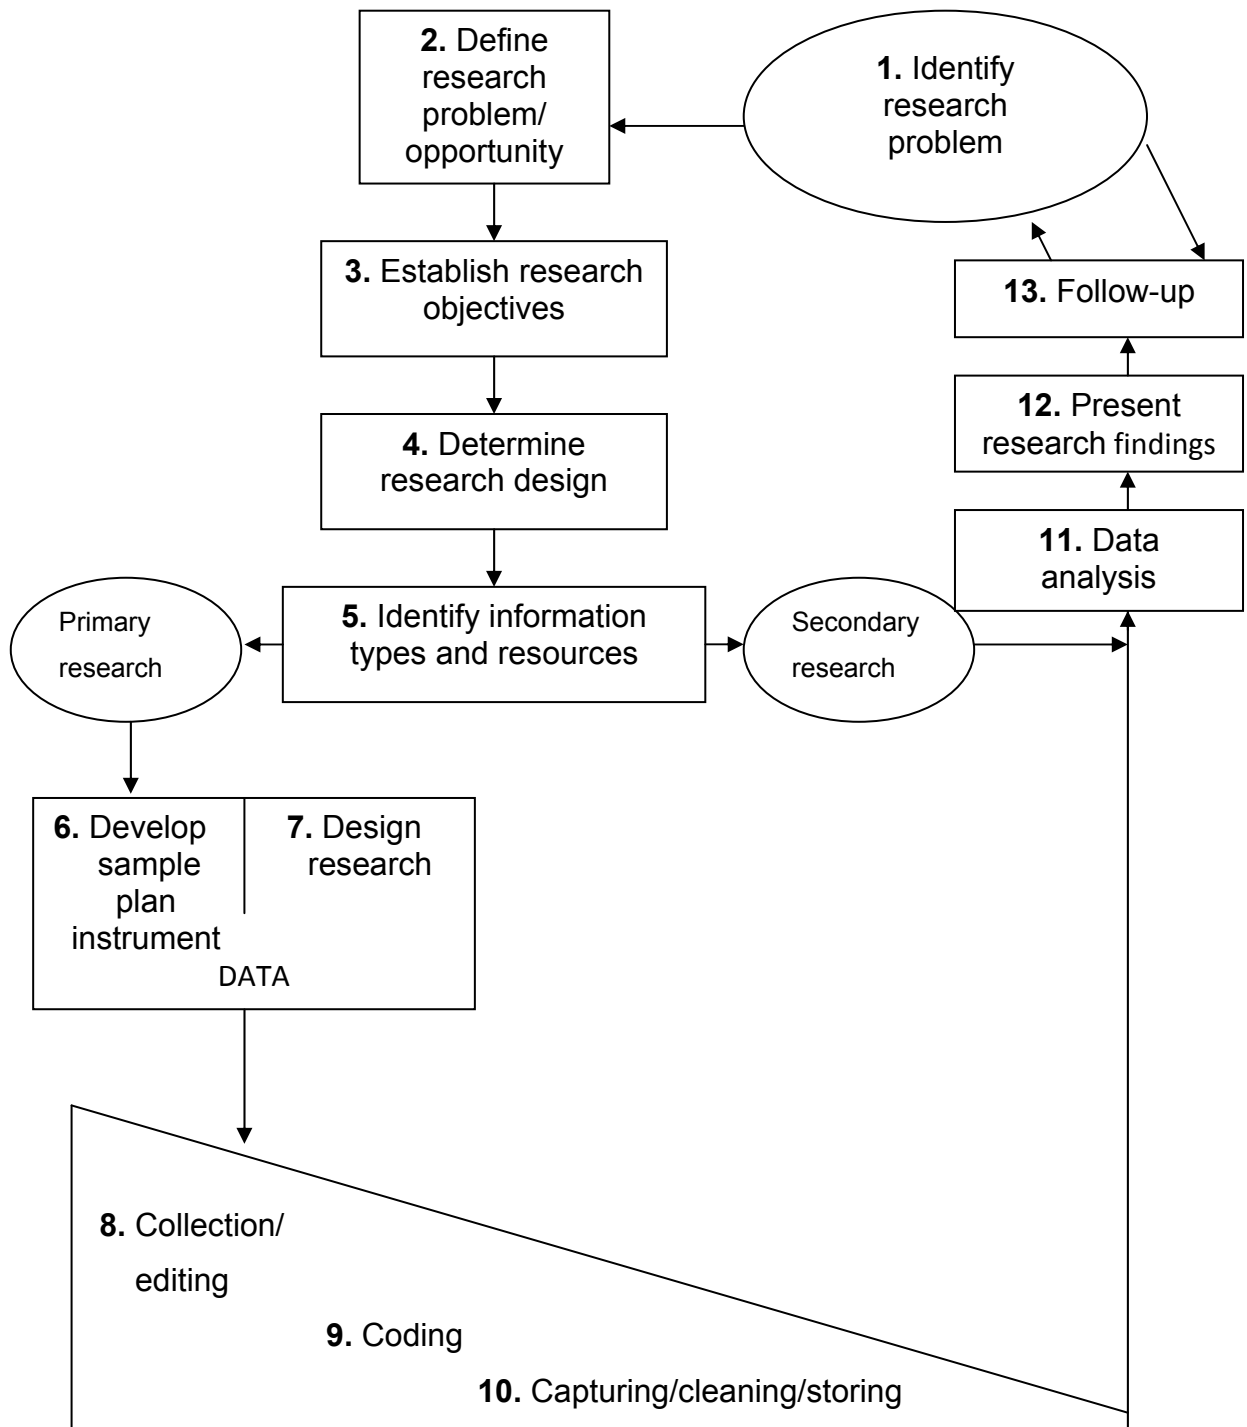 1. Identify
research
problem
2. Define
research
problem/
opportunity
3. Establish research
objectives
4. Determine
research design
5. Identify information
types and resources
Primary
research
Secondary
research
6. Develop
sample
plan
instrument
7. Design
research
DATA
8. Collection/
editing
9. Coding
10. Capturing/cleaning/storing
11. Data
analysis
12. Present
research findings
13. Follow-up